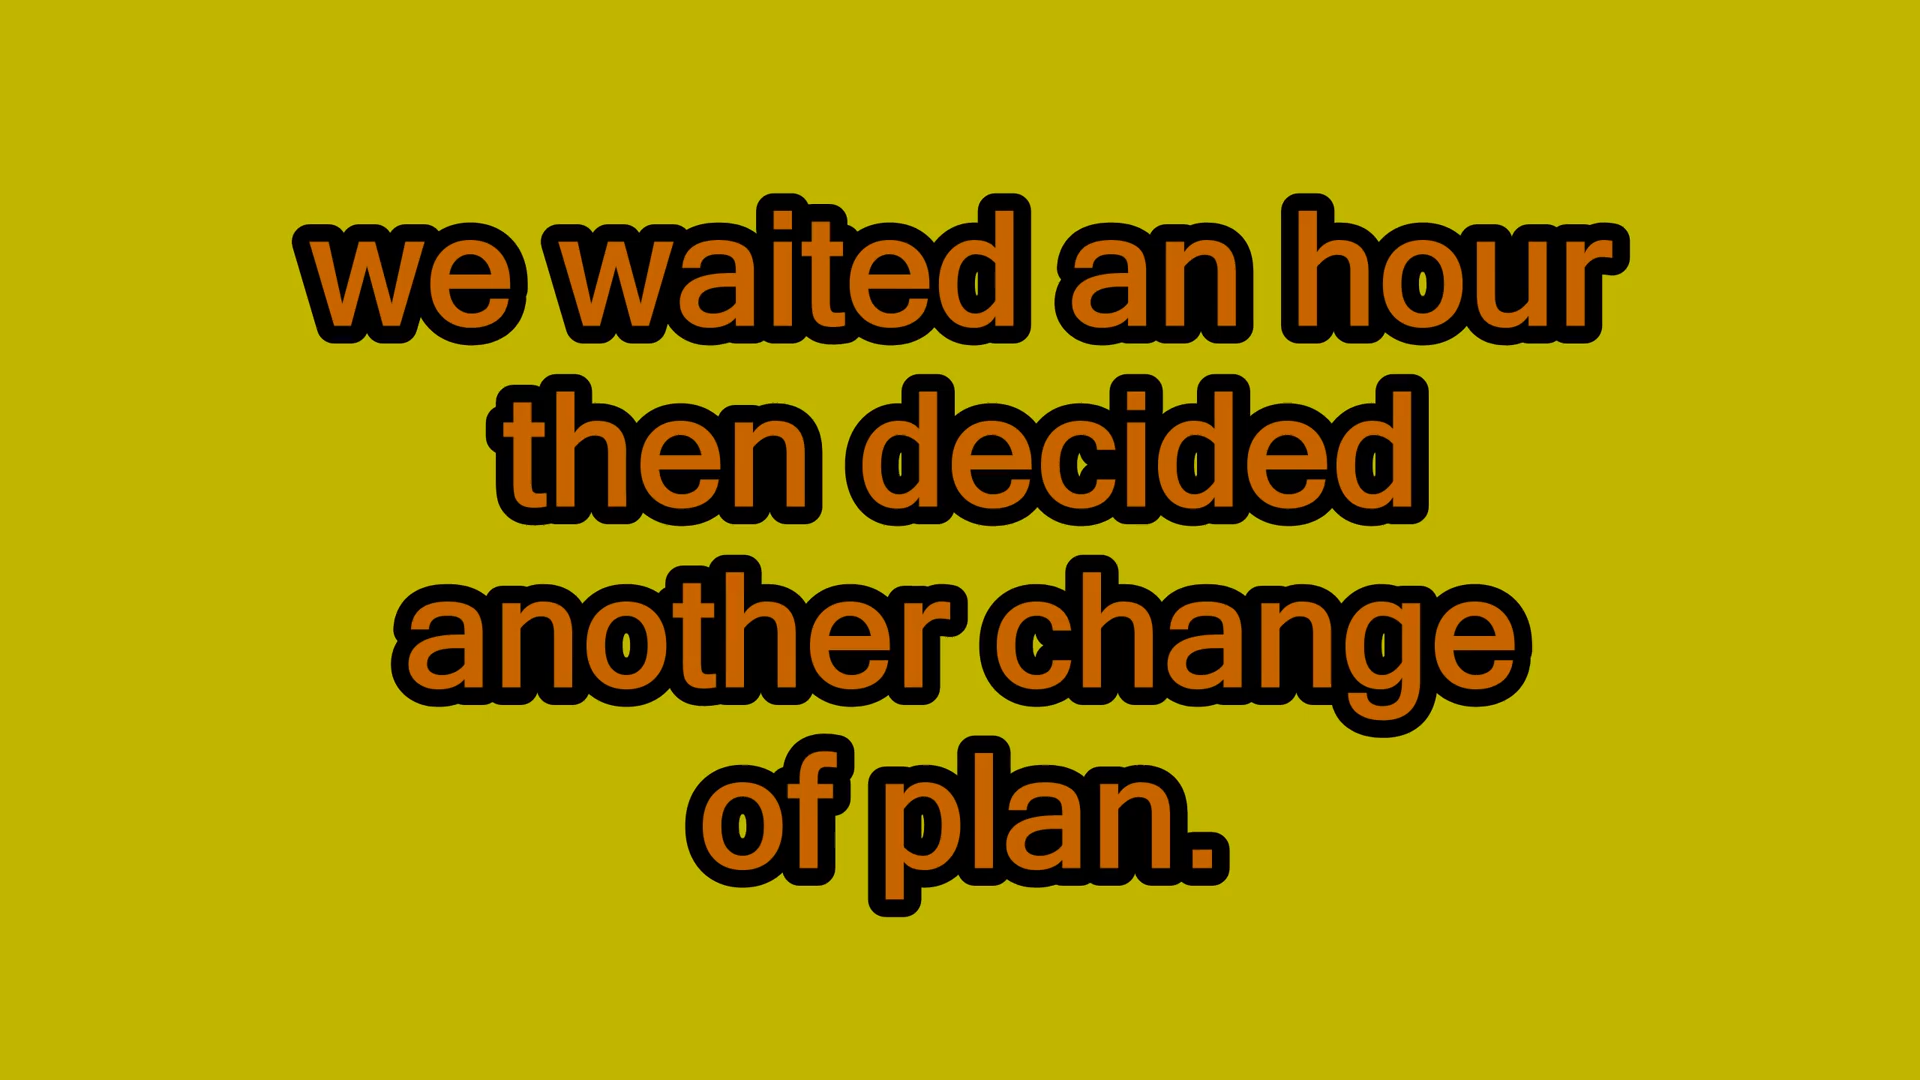 we waited an hour
then decided
another change
of plan.